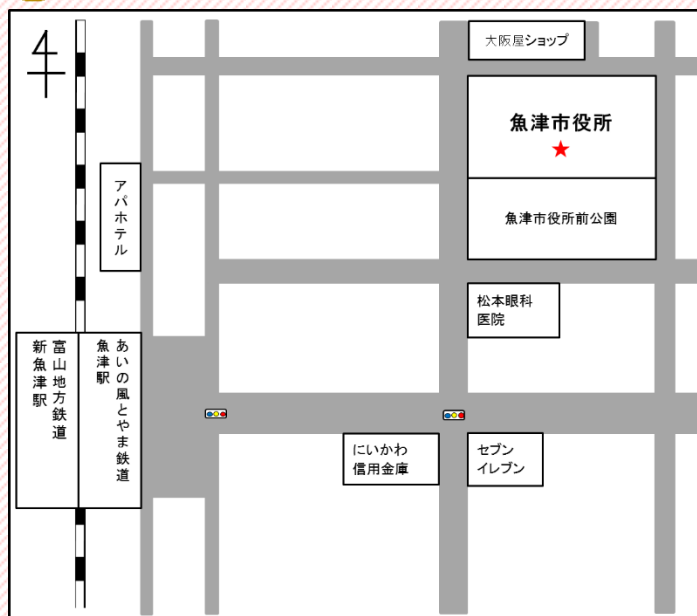 大阪屋ショップ
魚津市役所
魚津市役所前公園
アパホテル
松本眼科
医院
あいの風とやま鉄道
魚津駅
富山地方鉄道
新魚津駅
にいかわ
信用金庫
セブン
イレブン